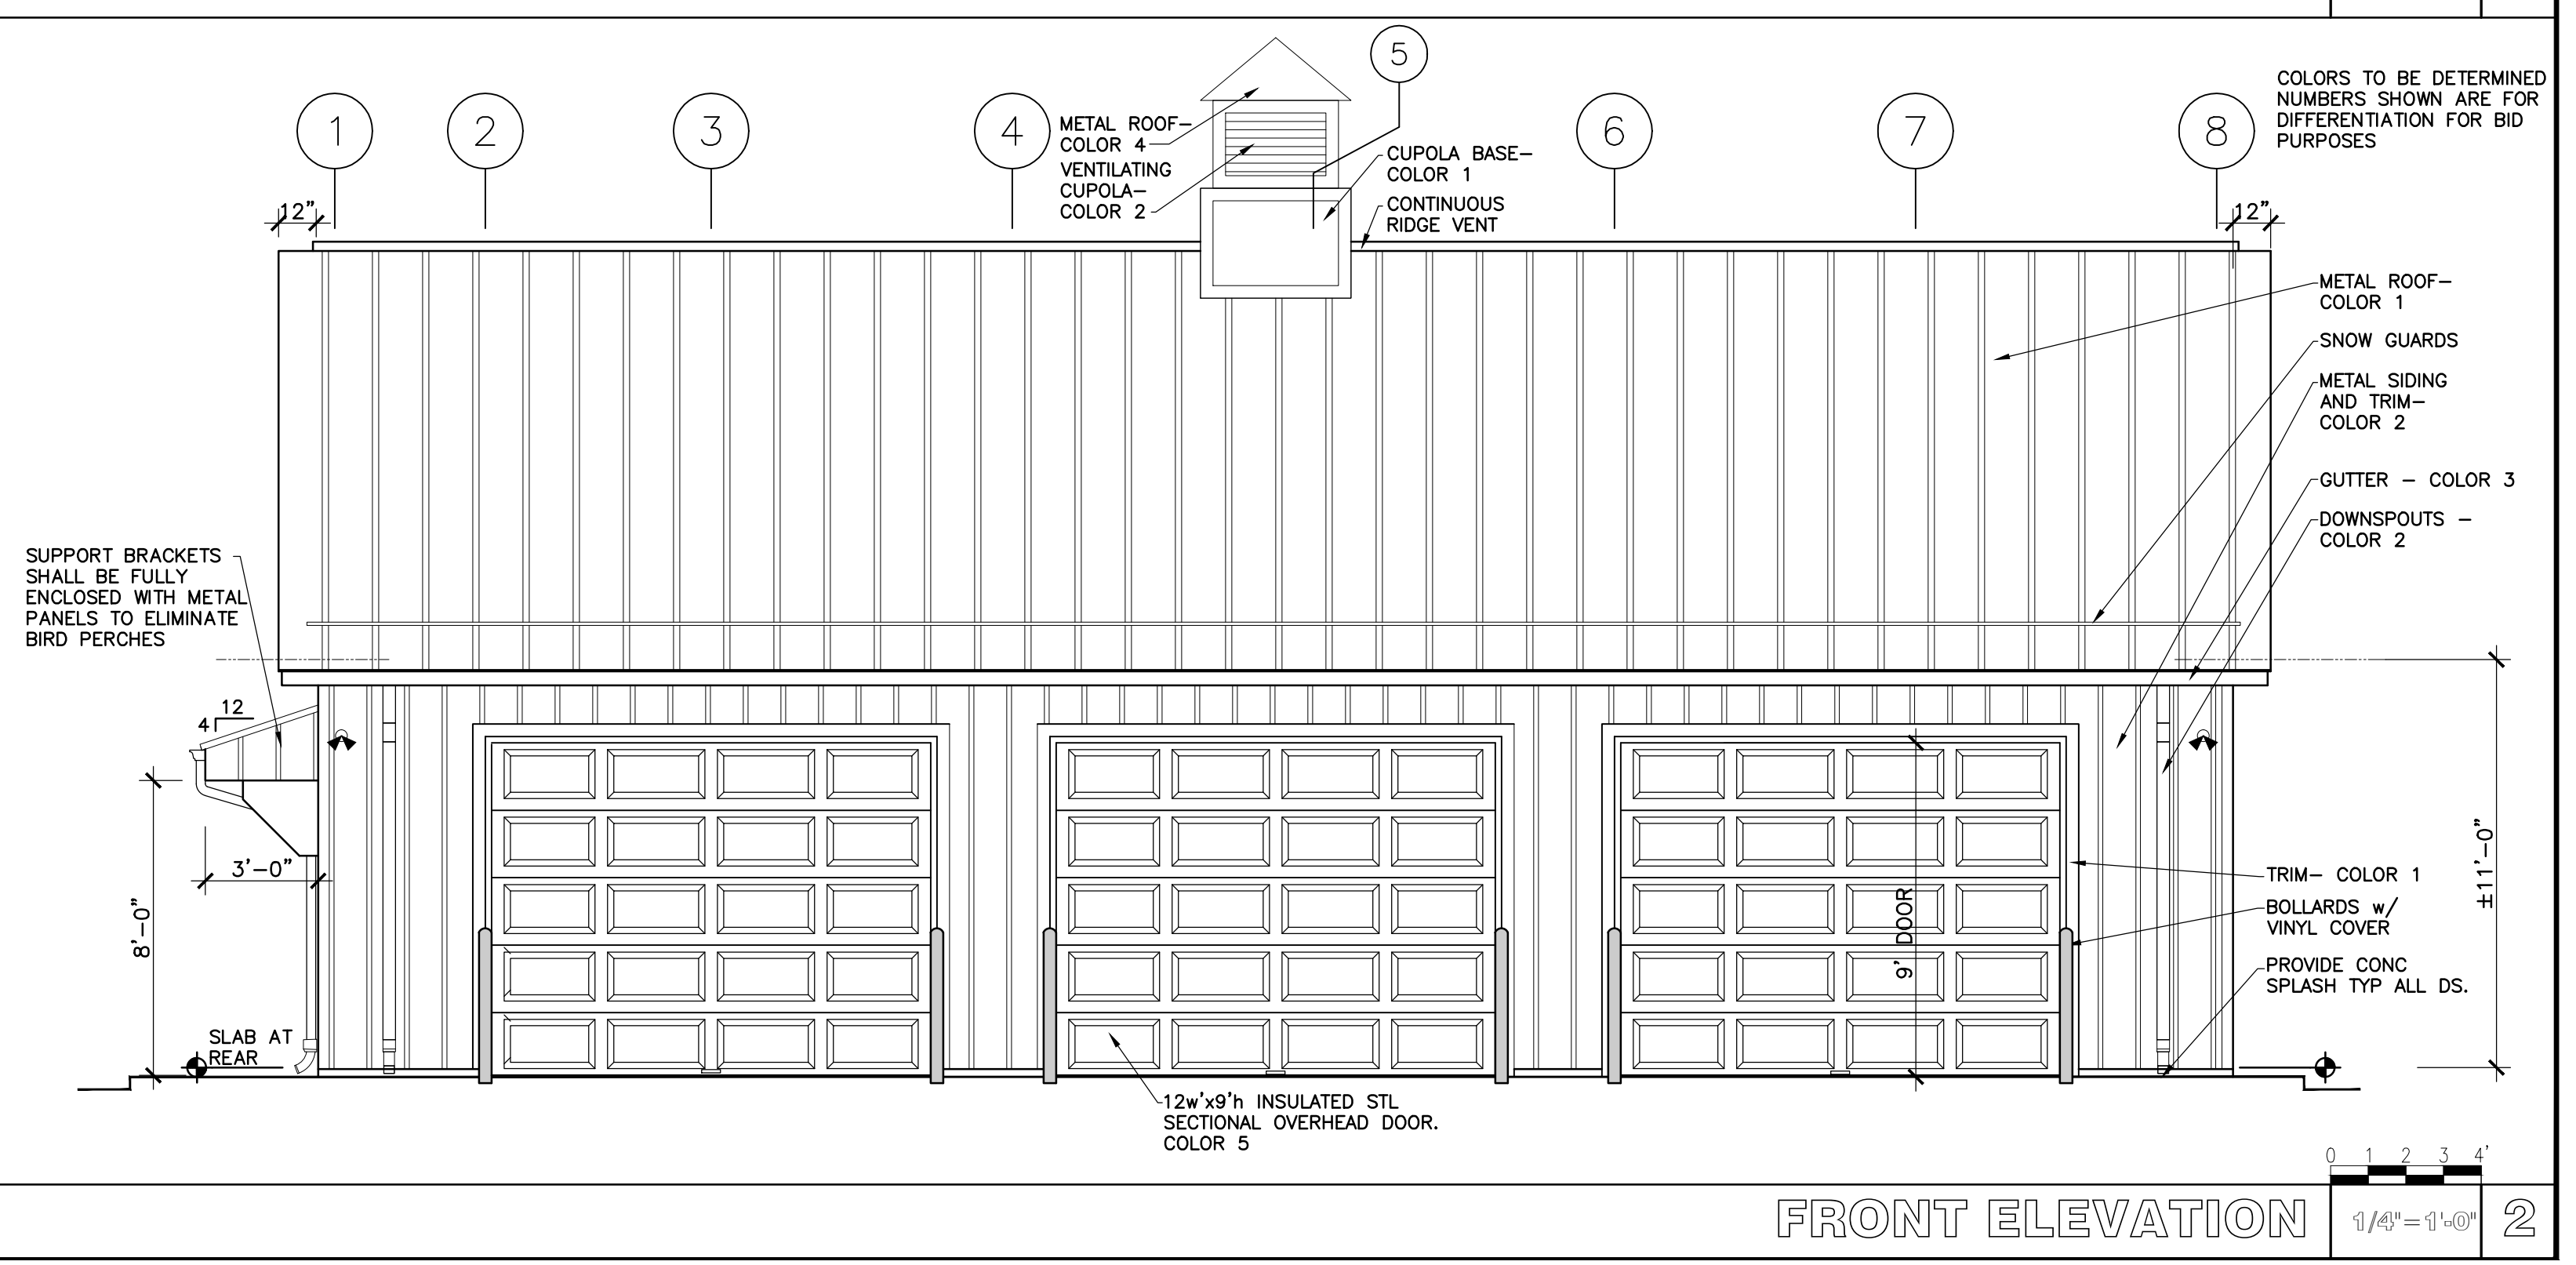 1
2
3
4
5
6
7
8
METAL ROOF–
COLOR 4
VENTILATING
CUPOLA–
COLOR 2
CUPOLA BASE–
COLOR 1
CONTINUOUS
RIDGE VENT
COLORS TO BE DETERMINED
NUMBERS SHOWN ARE FOR
DIFFERENTIATION FOR BID
PURPOSES
12"
12"
METAL ROOF–
COLOR 1
SNOW GUARDS
METAL SIDING
AND TRIM–
COLOR 2
GUTTER – COLOR 3
DOWNSPOUTS –
COLOR 2
SUPPORT BRACKETS
SHALL BE FULLY
ENCLOSED WITH METAL
PANELS TO ELIMINATE
BIRD PERCHES
12
4
3'–0"
8'–0"
SLAB AT
REAR
9' DOOR
±11'–0"
TRIM– COLOR 1
BOLLARDS w/
VINYL COVER
PROVIDE CONC
SPLASH TYP ALL DS.
12w'x9'h INSULATED STL
SECTIONAL OVERHEAD DOOR.
COLOR 5
0 1 2 3 4'
FRONT ELEVATION
1/4"=1'-0"
2